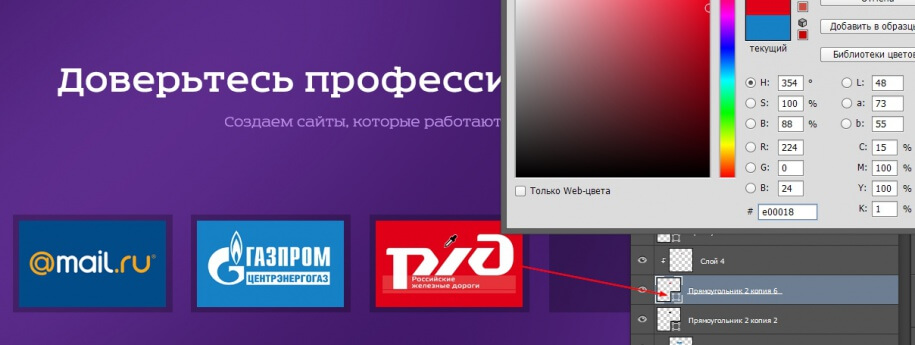 Доверьтесь професси
Создаем сайты, которые работают
@mail.ru®
ГАЗПРОМ
ЦЕНТРЭНЕРГОГАЗ
ржд
Российские
железные дороги
Отмена
Добавить в образцы
Библиотеки цветов
текущий
H: 354 °
L: 48
S: 100 %
a: 73
B: 88 %
b: 55
R: 224
C: 15 %
G: 0
M: 100 %
B: 24
Y: 100 %
# e00018
K: 1 %
Только Web-цвета
Слой 4
Прямоугольник 2 копия 6
Прямоугольник 2 копия 2